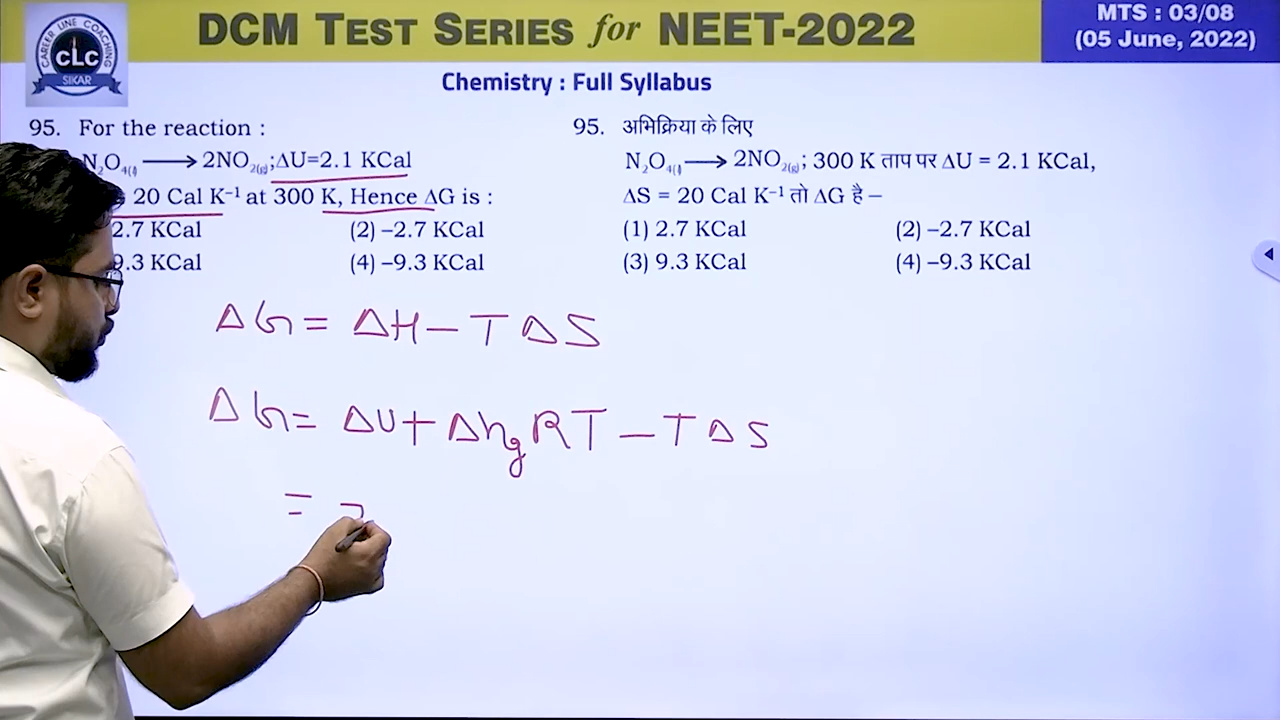 CAREER LINE COACHING
CLC
SIKAR
DCM TEST SERIES for NEET-2022
MTS : 03/08
(05 June, 2022)
Chemistry : Full Syllabus
95. For the reaction :
N₂O₄₍ₗ₎ ⟶ 2NO₂₍g₎;ΔU=2.1 KCal
20 Cal K⁻¹ at 300 K, Hence ΔG is :
2.7 KCal (2) –2.7 KCal
9.3 KCal (4) –9.3 KCal
95. अभिक्रिया के लिए
N₂O₄₍ₗ₎ ⟶ 2NO₂₍g₎; 300 K ताप पर ΔU = 2.1 KCal,
ΔS = 20 Cal K⁻¹ तो ΔG है –
(1) 2.7 KCal (2) –2.7 KCal
(3) 9.3 KCal (4) –9.3 KCal
ΔG = ΔH – TΔS
ΔG = ΔU + Δng RT – TΔS
=